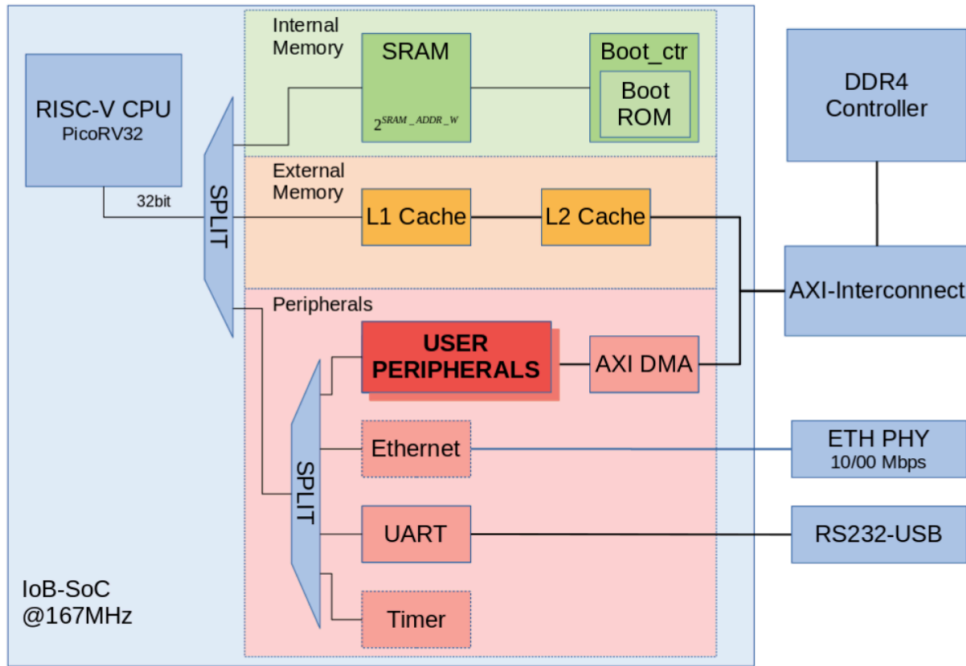 Internal
Memory
SRAM
2^SRAM_ADDR_W
Boot_ctr
Boot
ROM
RISC-V CPU
PicoRV32
32bit
SPLIT
External
Memory
L1 Cache
L2 Cache
DDR4
Controller
AXI-Interconnect
Peripherals
USER
PERIPHERALS
AXI DMA
SPLIT
Ethernet
ETH PHY
10/00 Mbps
UART
RS232-USB
Timer
IoB-SoC
@167MHz